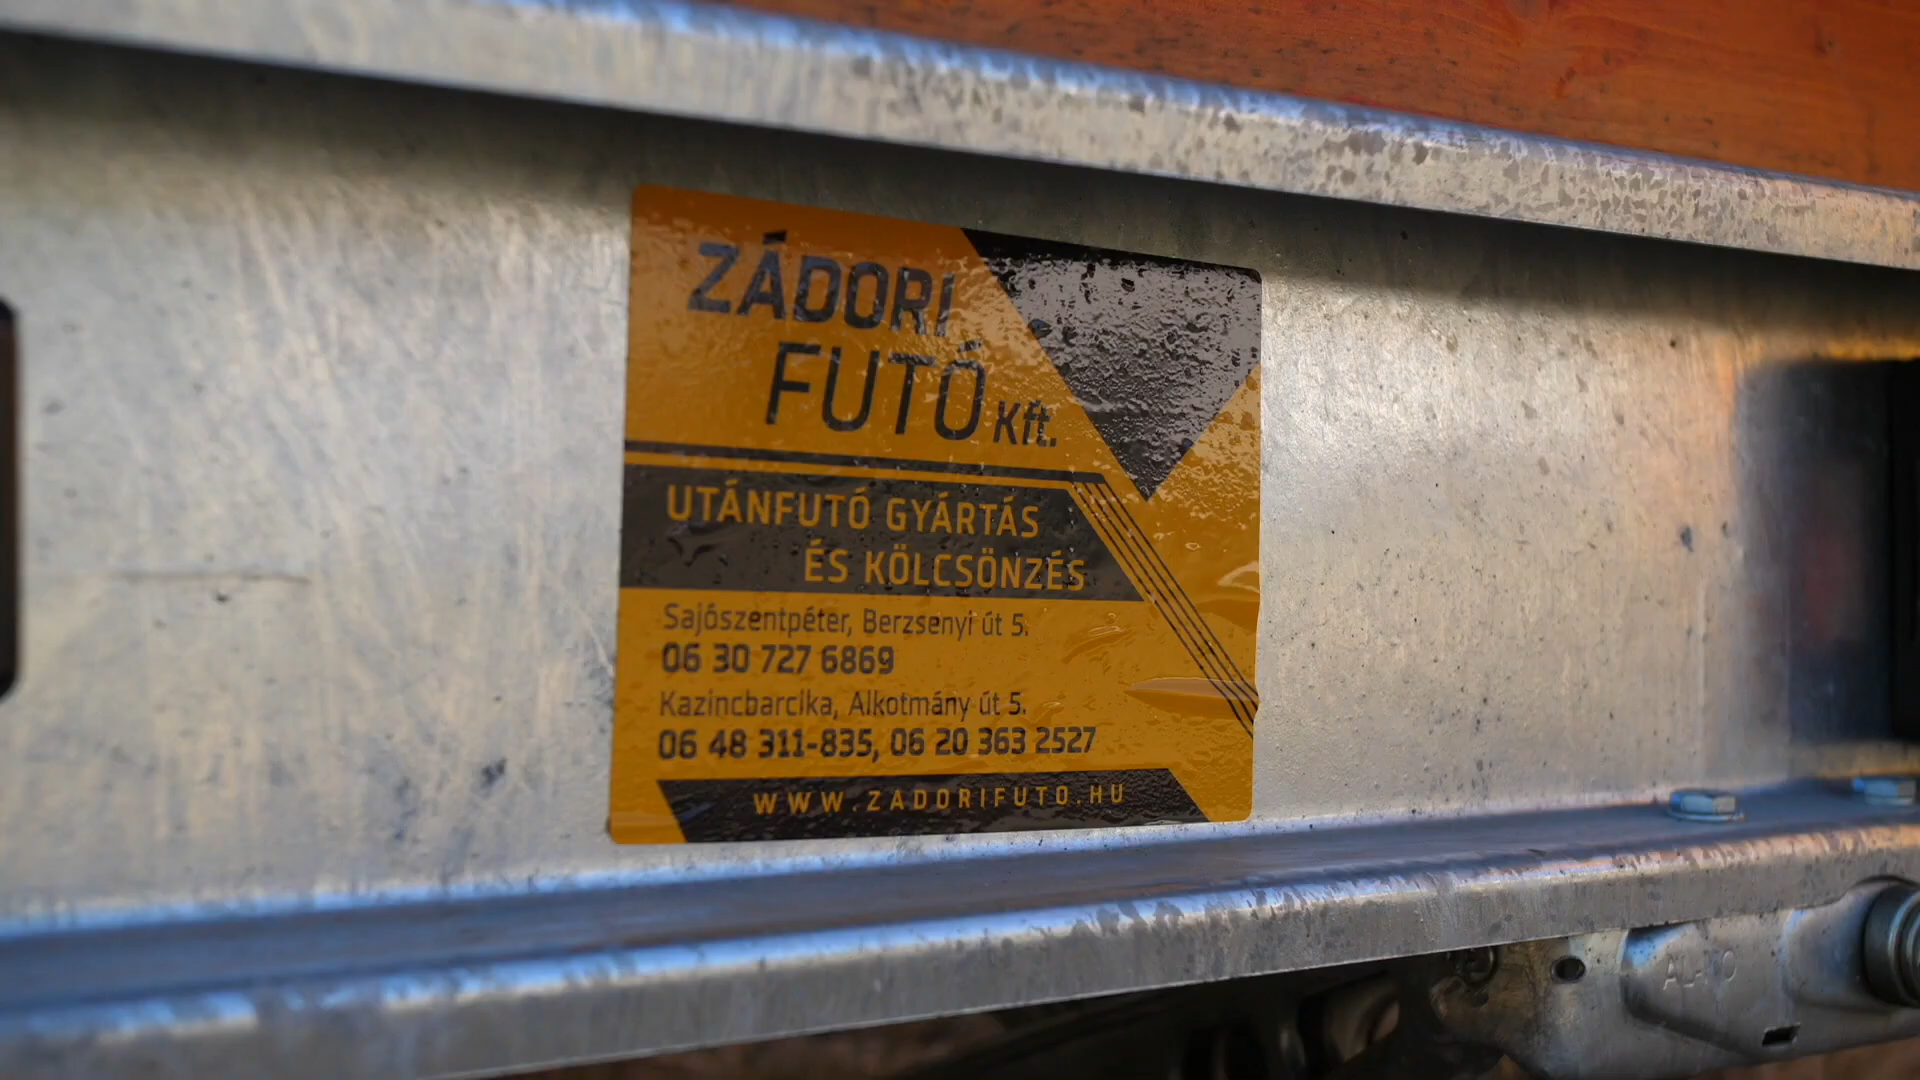 ZÁDORI
FUTÓ Kft.
UTÁNFUTÓ GYÁRTÁS
ÉS KÖLCSÖNZÉS
Sajószentpéter, Berzsenyi út 5.
06 30 727 6869
Kazincbarcika, Alkotmány út 5.
06 48 311-835, 06 20 363 2527
WWW.ZADORIFUTO.HU